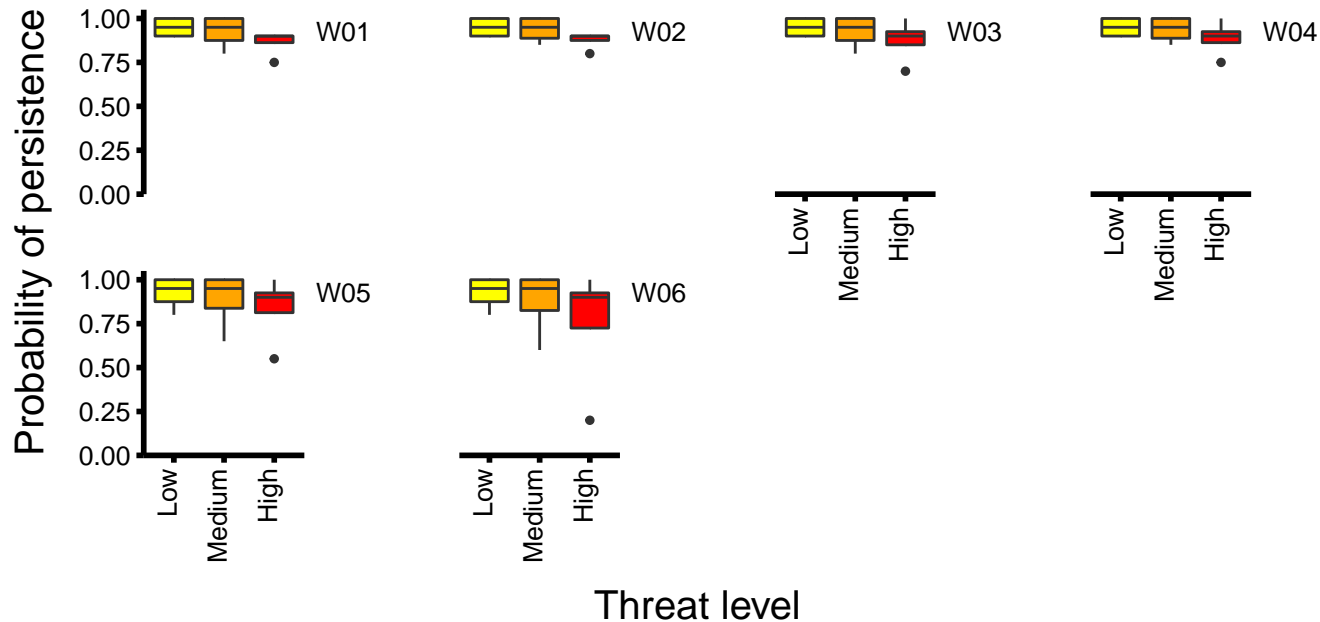 Probability of persistence
1.00
0.75
0.50
0.25
0.00
W01
W02
W03
Low
Medium
High
W04
Low
Medium
High
1.00
0.75
0.50
0.25
0.00
W05
Low
Medium
High
W06
Low
Medium
High
Threat level